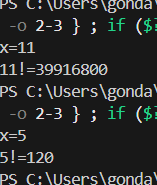 PS C:\Users\gonda
-o 2-3 } ; if ($?
x=11
11!=39916800
PS C:\Users\gonda
-o 2-3 } ; if ($?
x=5
5!=120
PS C:\Users\gonda